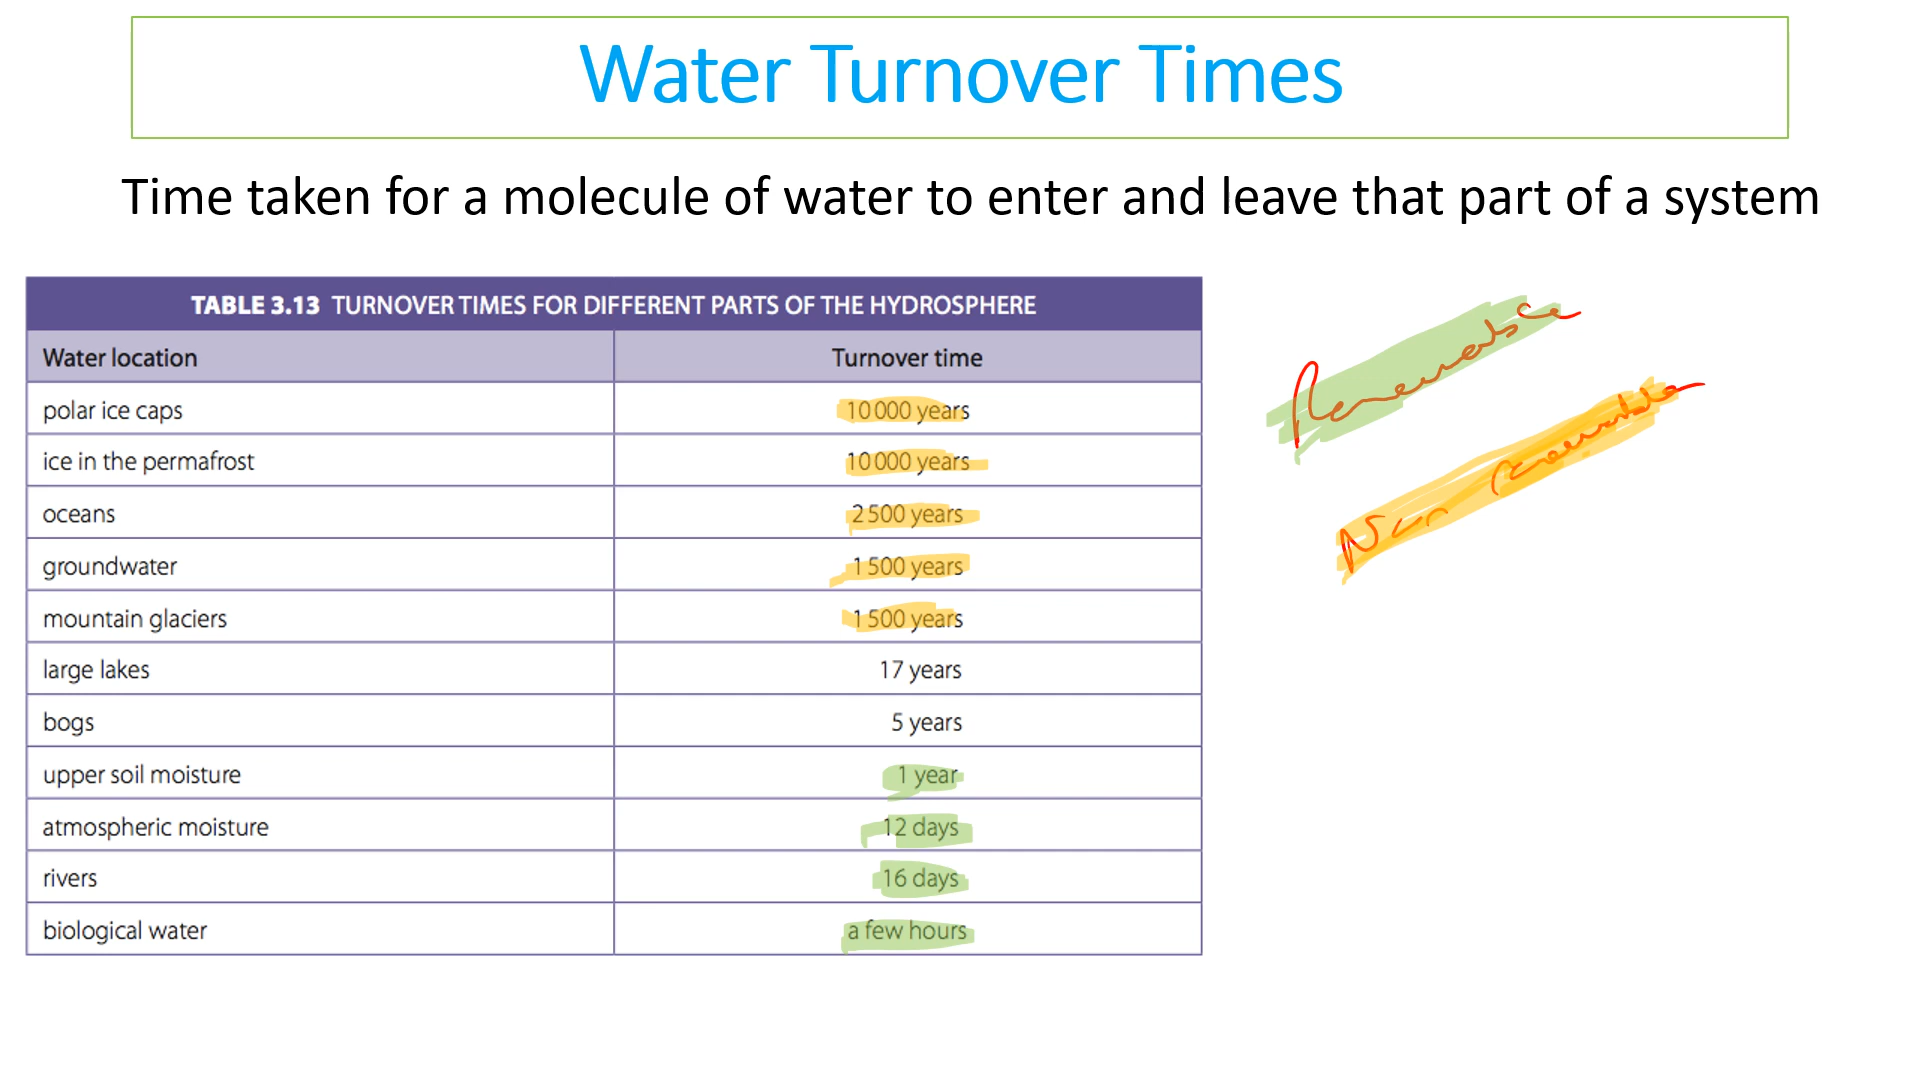 Water Turnover Times
Time taken for a molecule of water to enter and leave that part of a system
TABLE 3.13 TURNOVER TIMES FOR DIFFERENT PARTS OF THE HYDROSPHERE
Water location Turnover time
polar ice caps 10 000 years
ice in the permafrost 10 000 years
oceans 2 500 years
groundwater 1 500 years
mountain glaciers 1 500 years
large lakes 17 years
bogs 5 years
upper soil moisture 1 year
atmospheric moisture 12 days
rivers 16 days
biological water a few hours
Renewable
Non renewable